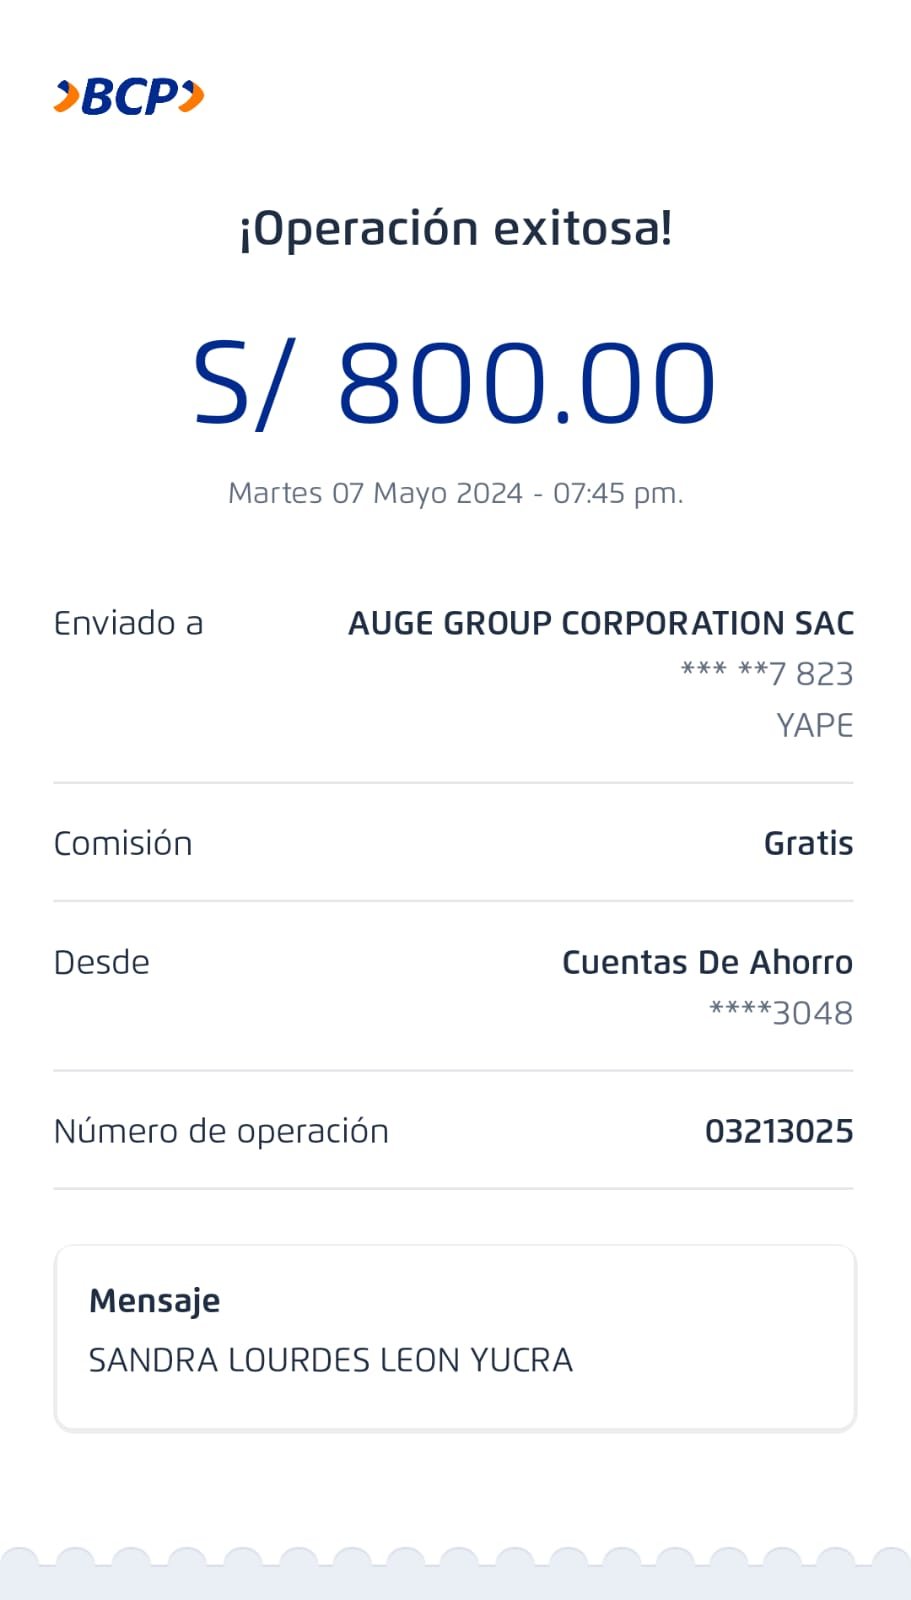 BCP
¡Operación exitosa!
S/ 800.00
Martes 07 Mayo 2024 - 07:45 pm.
Enviado a AUGE GROUP CORPORATION SAC
*** **7 823
YAPE
Comisión Gratis
Desde Cuentas De Ahorro
****3048
Número de operación 03213025
Mensaje
SANDRA LOURDES LEON YUCRA